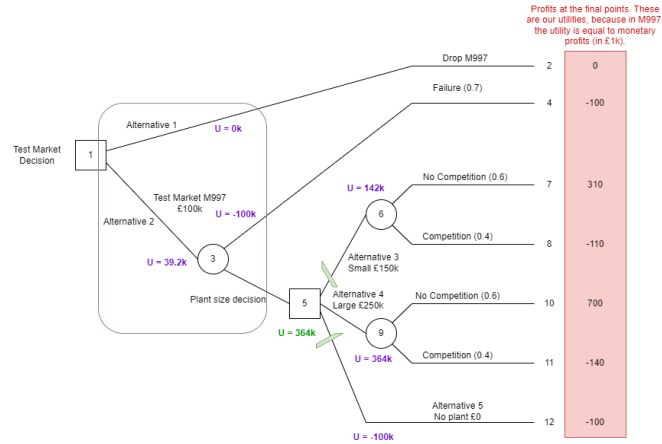 Profits at the final points. These
are our utilities, because in M997
the utility is equal to monetary
profits (in £1k).
Drop M997
2
0
Failure (0.7)
4
-100
Alternative 1
U = 0k
Test Market
Decision
1
Test Market M997
£100k
U = -100k
Alternative 2
U = 39.2k
3
Plant size decision
5
U = 364k
U = 142k
6
No Competition (0.6)
7
310
Competition (0.4)
8
-110
Alternative 3
Small £150k
Alternative 4
Large £250k
No Competition (0.6)
10
700
9
U = 364k
Competition (0.4)
11
-140
Alternative 5
No plant £0
12
-100
U = -100k